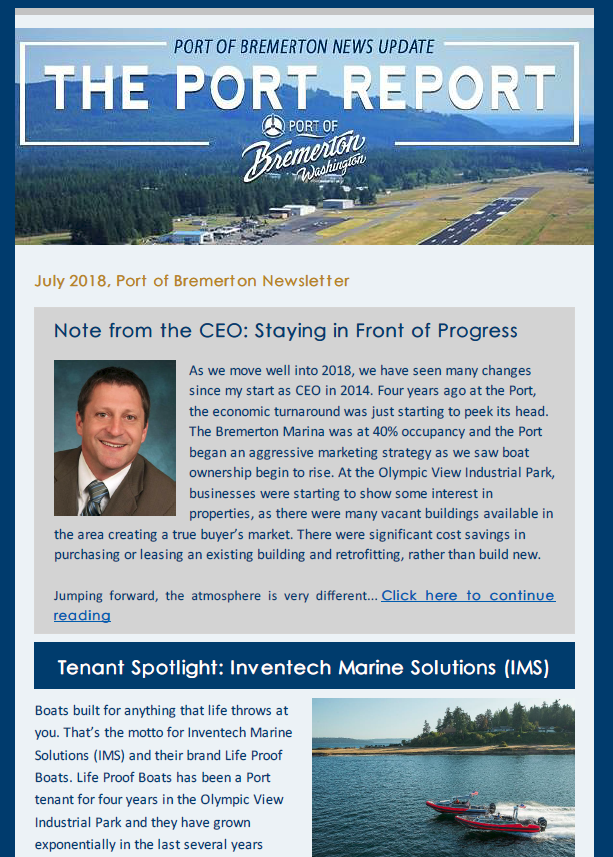 PORT OF BREMERTON NEWS UPDATE
THE PORT REPORT
PORT OF
Bremerton
Washington
July 2018, Port of Bremerton Newsletter
Note from the CEO: Staying in Front of Progress
As we move well into 2018, we have seen many changes
since my start as CEO in 2014. Four years ago at the Port,
the economic turnaround was just starting to peek its head.
The Bremerton Marina was at 40% occupancy and the Port
began an aggressive marketing strategy as we saw boat
ownership begin to rise. At the Olympic View Industrial Park,
businesses were starting to show some interest in
properties, as there were many vacant buildings available in
the area creating a true buyer’s market. There were significant cost savings in
purchasing or leasing an existing building and retrofitting, rather than build new.
Jumping forward, the atmosphere is very different... Click here to continue
reading
Tenant Spotlight: Inventech Marine Solutions (IMS)
Boats built for anything that life throws at
you. That’s the motto for Inventech Marine
Solutions (IMS) and their brand Life Proof
Boats. Life Proof Boats has been a Port
tenant for four years in the Olympic View
Industrial Park and they have grown
exponentially in the last several years